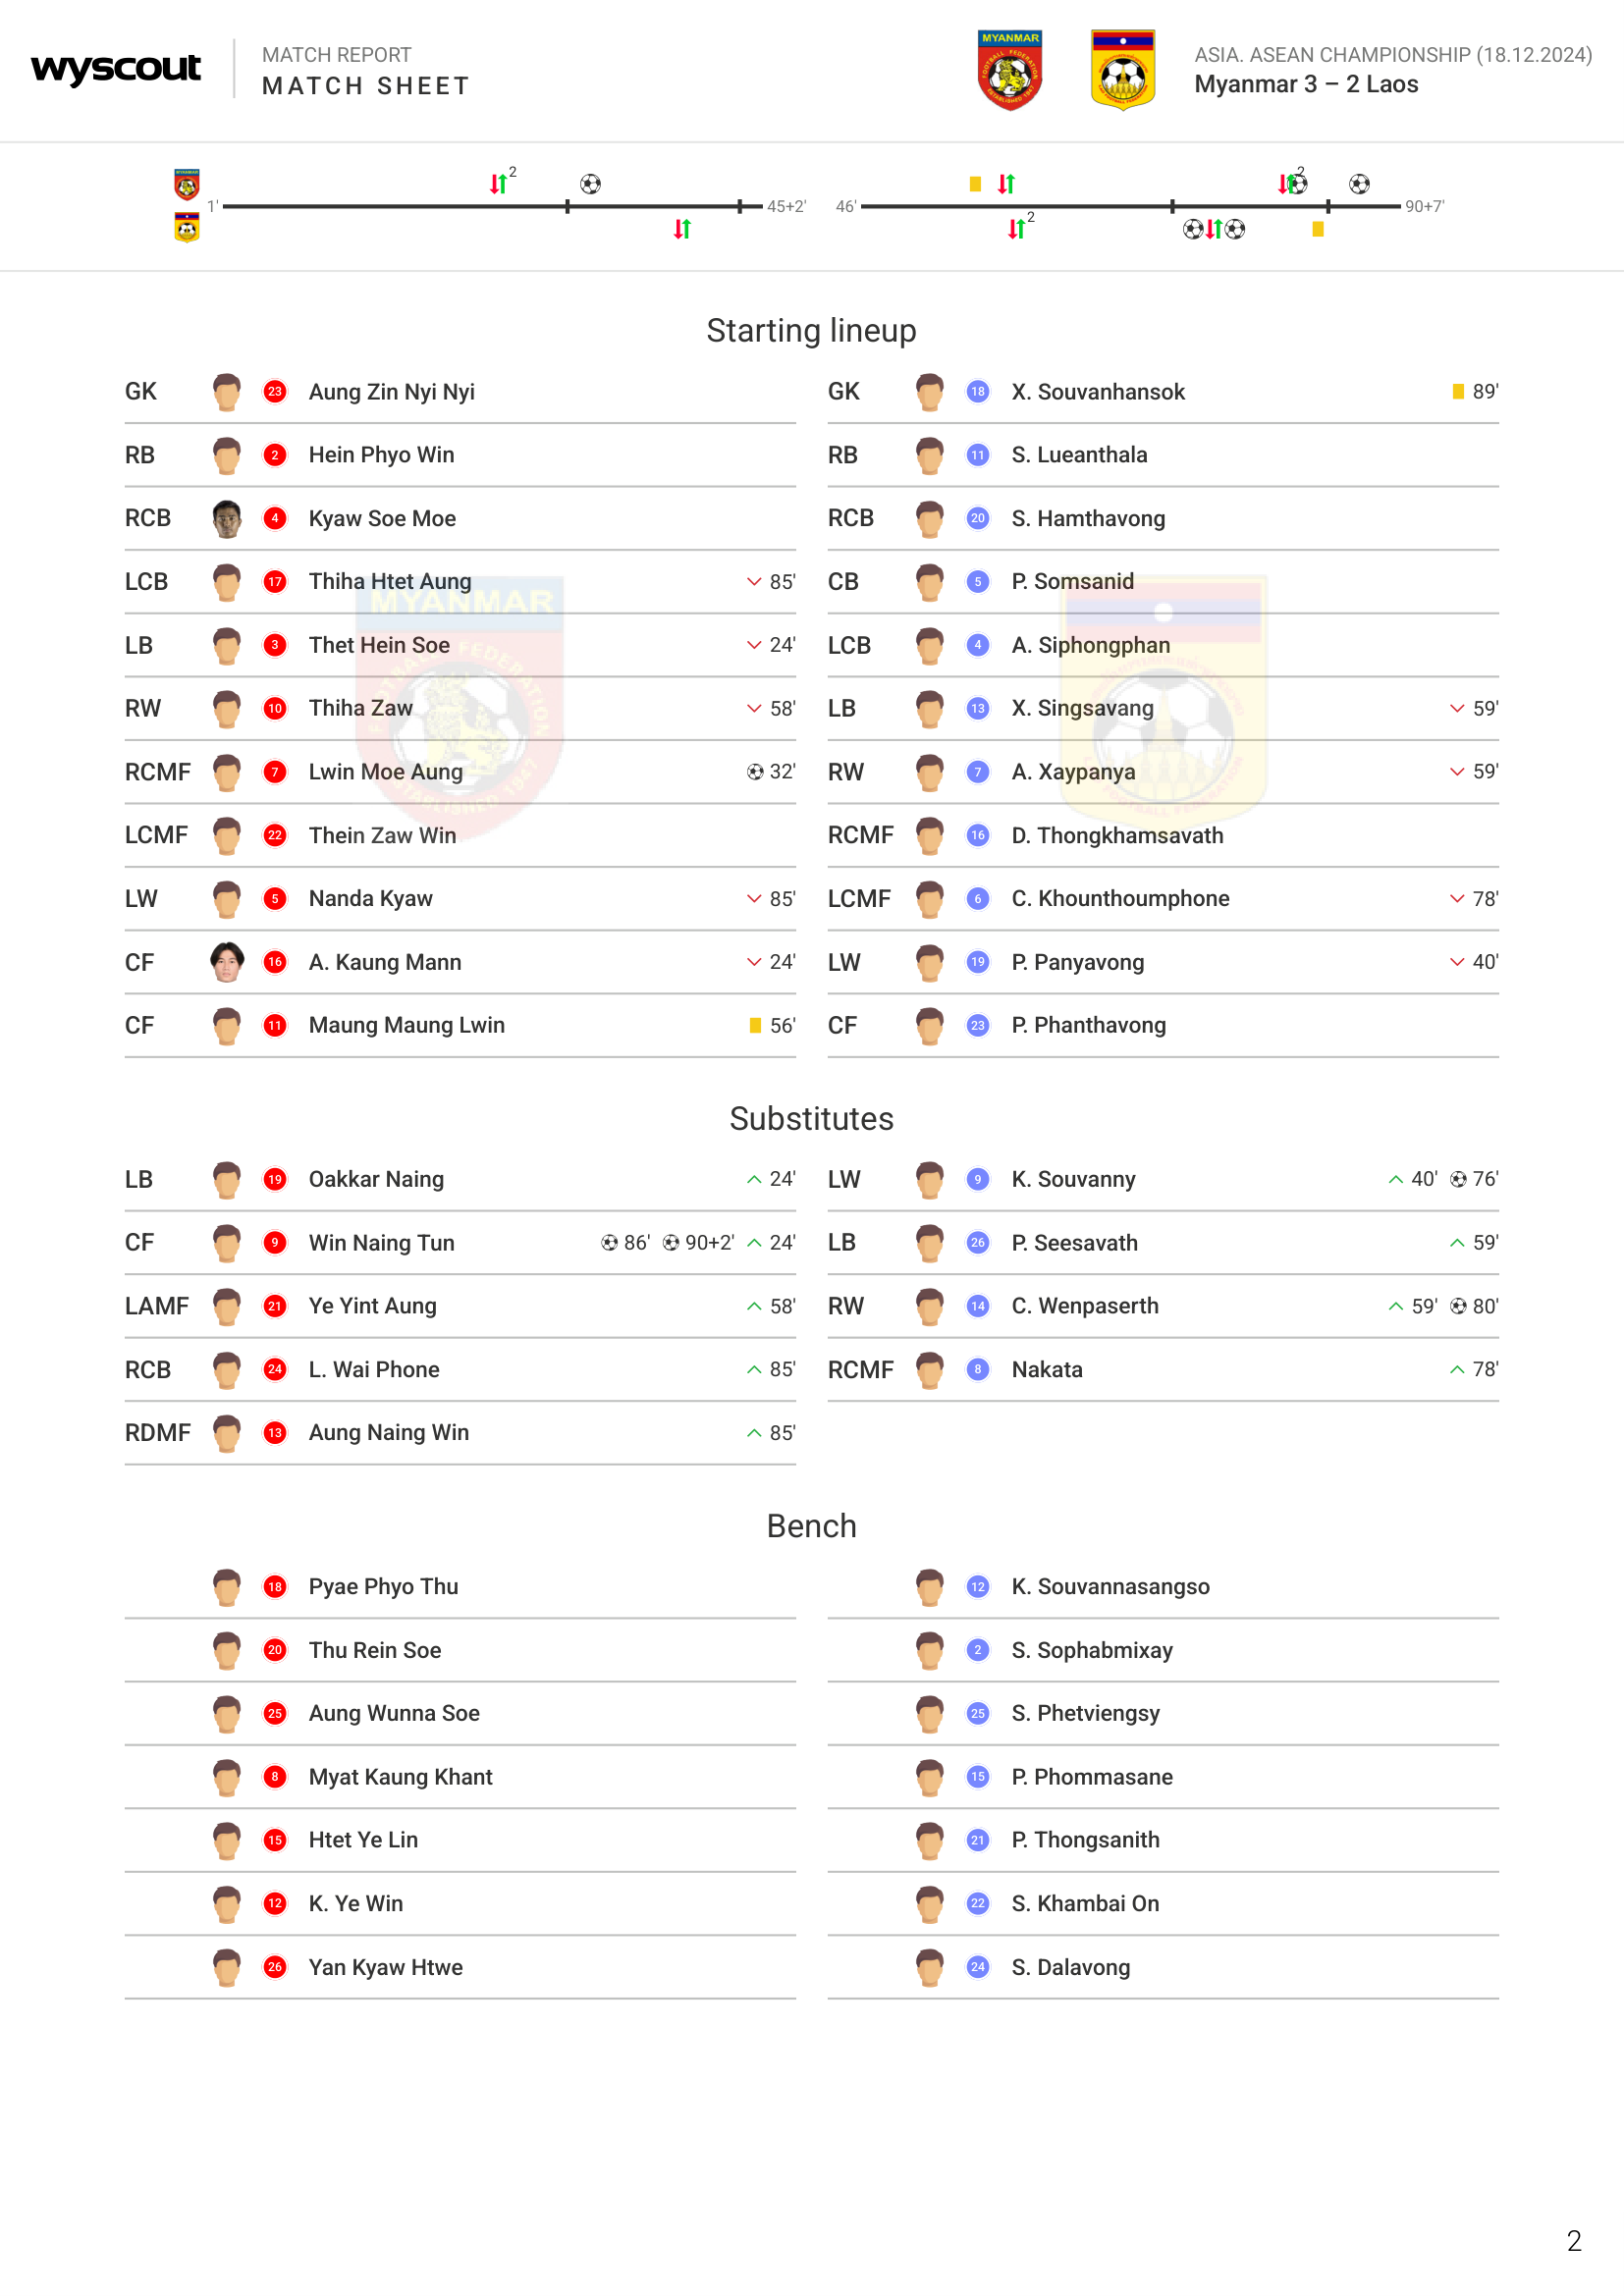 wyscout
MATCH REPORT
MATCH SHEET
MYANMAR
ASIA. ASEAN CHAMPIONSHIP (18.12.2024)
Myanmar 3 – 2 Laos
2 2
1' 45+2' 46' 90+7'
2
Starting lineup
GK 23 Aung Zin Nyi Nyi
RB 2 Hein Phyo Win
RCB 4 Kyaw Soe Moe
LCB 17 Thiha Htet Aung 85'
LB 3 Thet Hein Soe 24'
RW 10 Thiha Zaw 58'
RCMF 7 Lwin Moe Aung 32'
LCMF 22 Thein Zaw Win
LW 5 Nanda Kyaw 85'
CF 16 A. Kaung Mann 24'
CF 11 Maung Maung Lwin 56'
GK 18 X. Souvanhansok 89'
RB 11 S. Lueanthala
RCB 20 S. Hamthavong
CB 5 P. Somsanid
LCB 4 A. Siphongphan
LB 13 X. Singsavang 59'
RW 7 A. Xaypanya 59'
RCMF 16 D. Thongkhamsavath
LCMF 6 C. Khounthoumphone 78'
LW 19 P. Panyavong 40'
CF 23 P. Phanthavong
MYANMAR
FOOTBALL FEDERATION
ESTABLISHED 1947
Substitutes
LB 19 Oakkar Naing 24'
CF 9 Win Naing Tun 86' 90+2' 24'
LAMF 21 Ye Yint Aung 58'
RCB 24 L. Wai Phone 85'
RDMF 13 Aung Naing Win 85'
LW 9 K. Souvanny 40' 76'
LB 26 P. Seesavath 59'
RW 14 C. Wenpaserth 59' 80'
RCMF 8 Nakata 78'
Bench
18 Pyae Phyo Thu
20 Thu Rein Soe
25 Aung Wunna Soe
8 Myat Kaung Khant
15 Htet Ye Lin
12 K. Ye Win
26 Yan Kyaw Htwe
12 K. Souvannasangso
2 S. Sophabmixay
25 S. Phetviengsy
15 P. Phommasane
21 P. Thongsanith
22 S. Khambai On
24 S. Dalavong
2